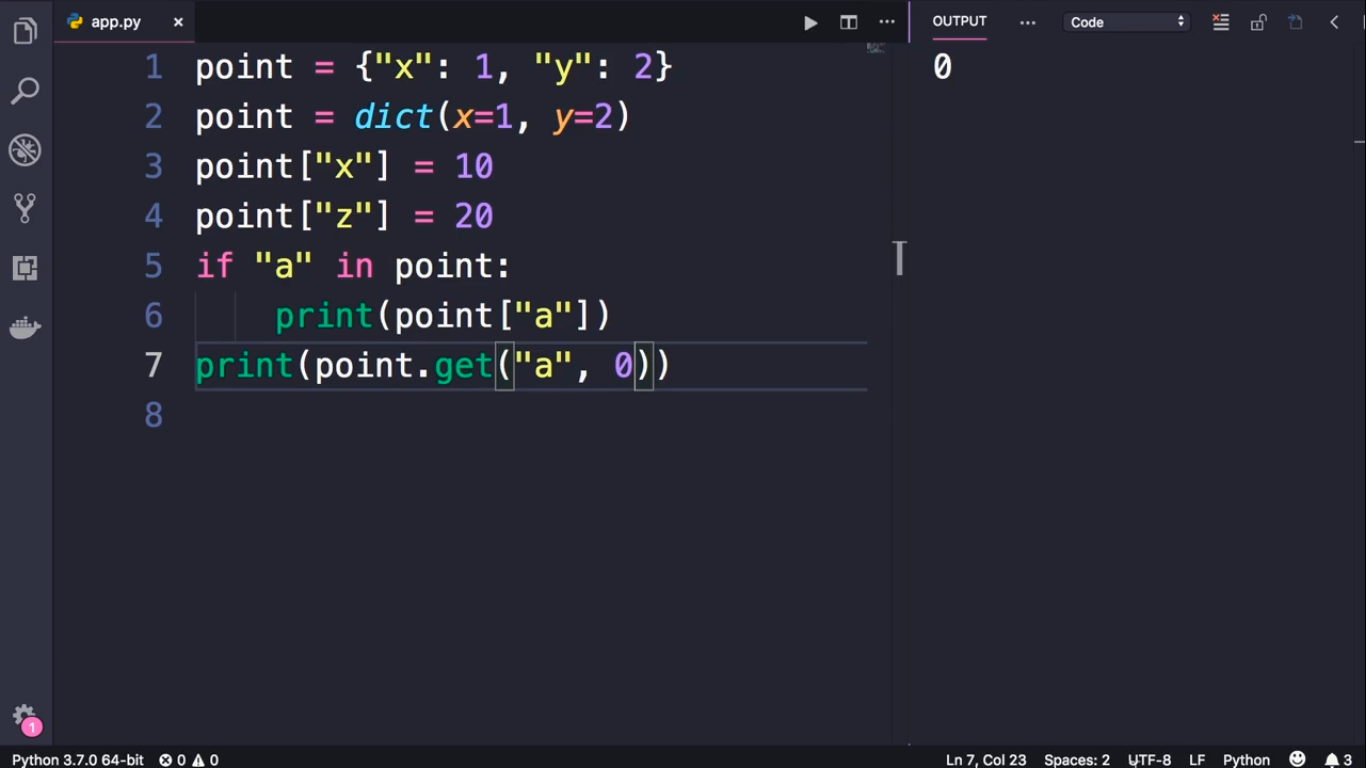 app.py
OUTPUT
Code
1 point = {"x": 1, "y": 2}
0
2 point = dict(x=1, y=2)
3 point["x"] = 10
4 point["z"] = 20
5 if "a" in point:
6     print(point["a"])
7 print(point.get("a", 0))
8
1
Python 3.7.0 64-bit 0 0 Ln 7, Col 23 Spaces: 2 UTF-8 LF Python 3